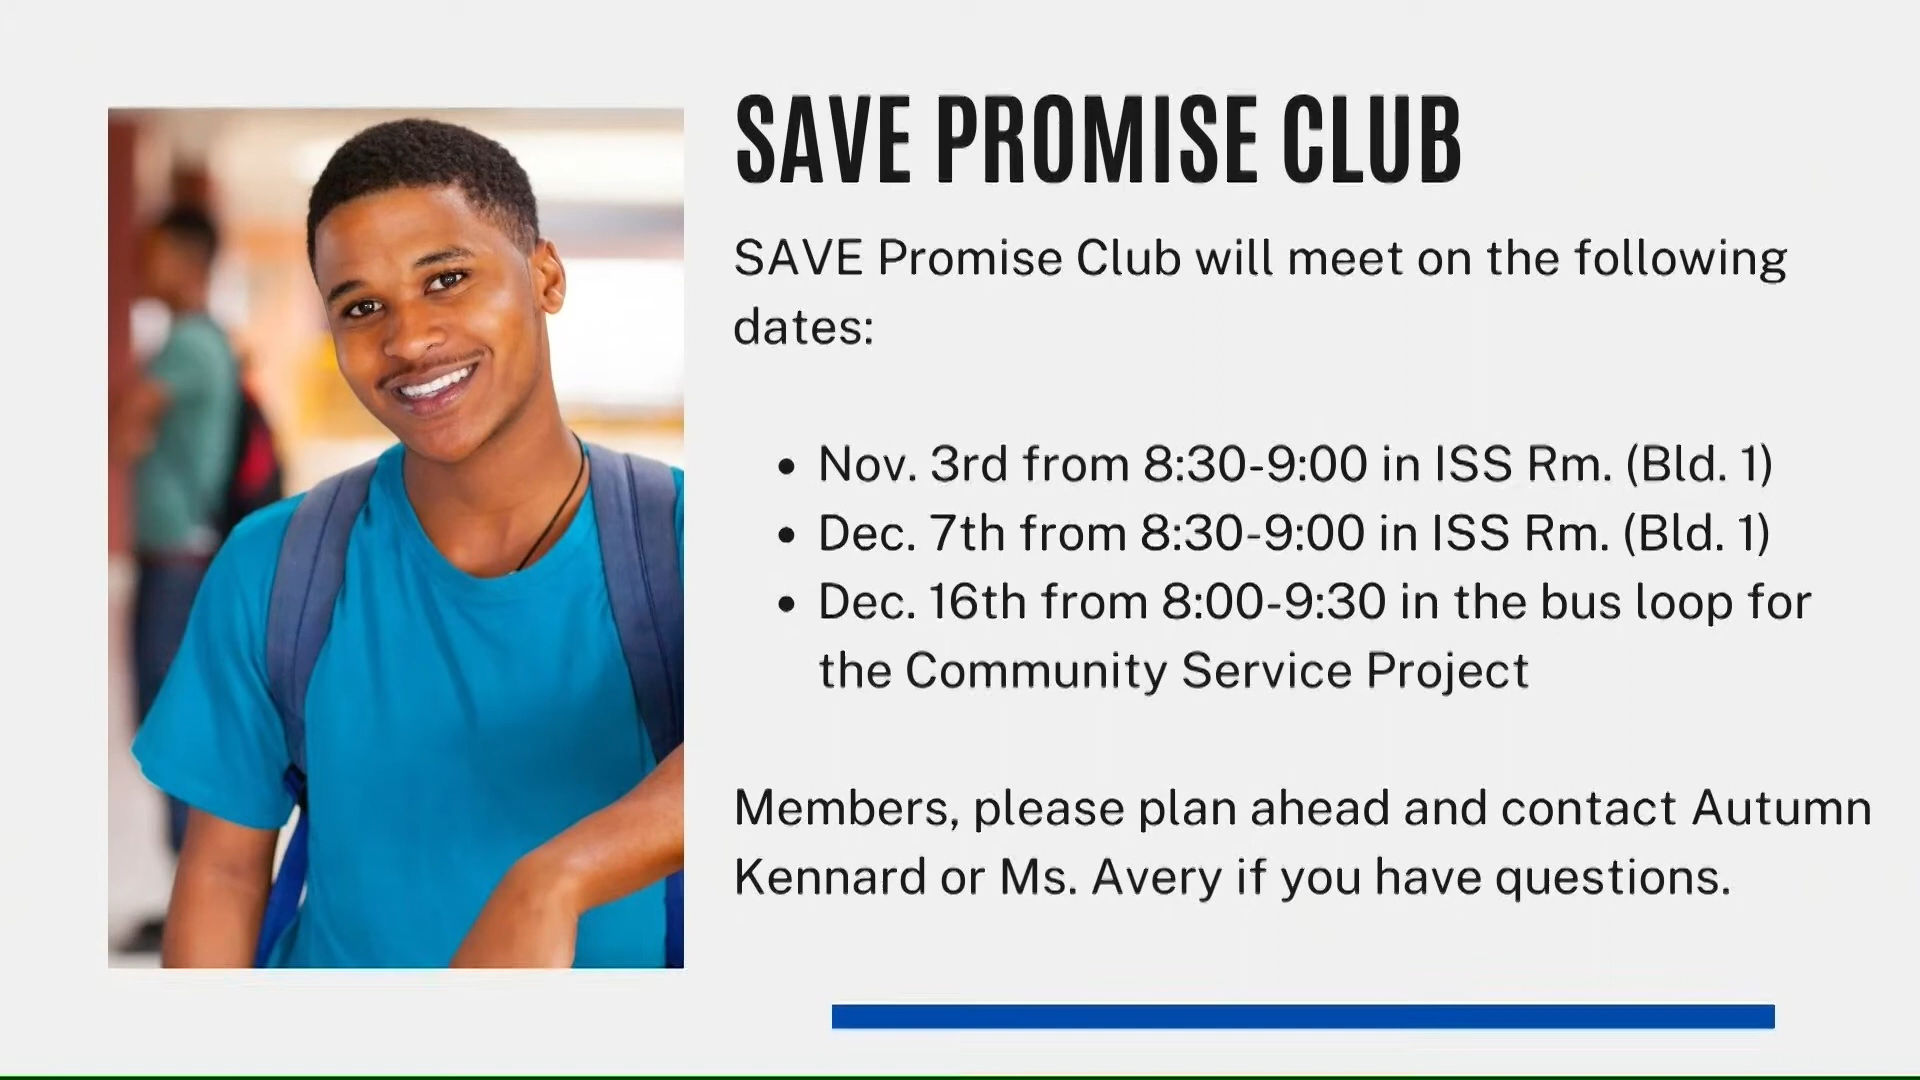 SAVE PROMISE CLUB
SAVE Promise Club will meet on the following
dates:
• Nov. 3rd from 8:30-9:00 in ISS Rm. (Bld. 1)
• Dec. 7th from 8:30-9:00 in ISS Rm. (Bld. 1)
• Dec. 16th from 8:00-9:30 in the bus loop for
the Community Service Project
Members, please plan ahead and contact Autumn
Kennard or Ms. Avery if you have questions.